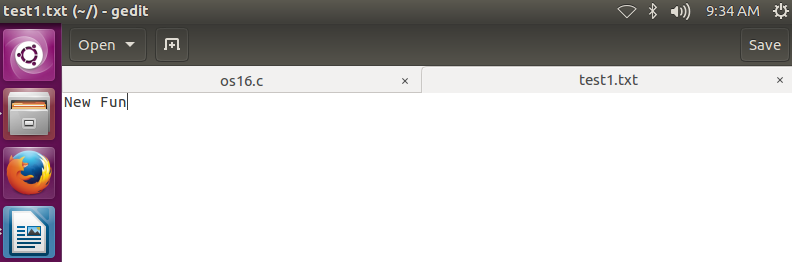 test1.txt (~/) - gedit
9:34 AM
Open
Save
os16.c ×
test1.txt ×
New Fun